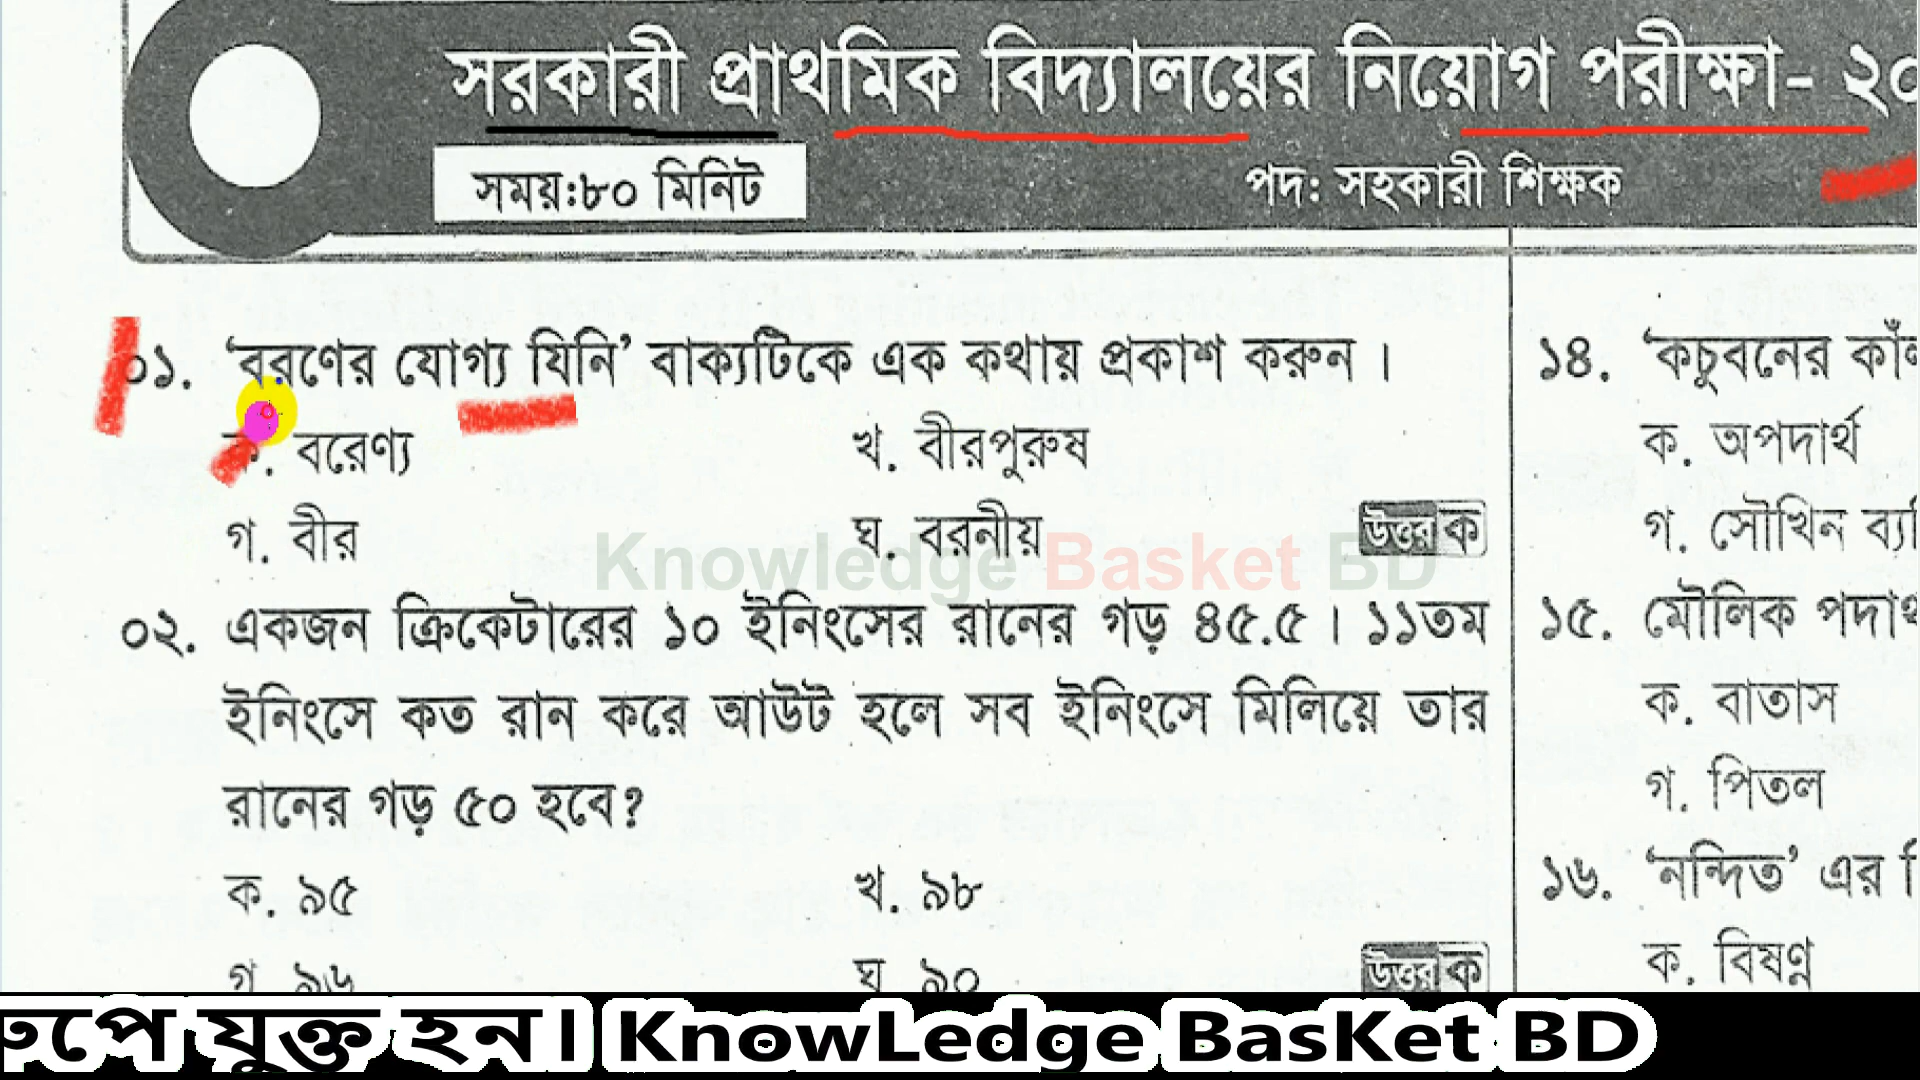 সরকারী প্রাথমিক বিদ্যালয়ের নিয়োগ পরীক্ষা- ২০
সময়:৮০ মিনিট
পদ: সহকারী শিক্ষক
০১. ‘বরণের যোগ্য যিনি’ বাক্যটিকে এক কথায় প্রকাশ করুন।
ক. বরেণ্য খ. বীরপুরুষ
গ. বীর ঘ. বরনীয় উত্তর ক
Knowledge Basket BD
০২. একজন ক্রিকেটারের ১০ ইনিংসের রানের গড় ৪৫.৫। ১১তম
ইনিংসে কত রান করে আউট হলে সব ইনিংসে মিলিয়ে তার
রানের গড় ৫০ হবে?
ক. ৯৫ খ. ৯৮
গ. ৯৬ ঘ. ৯০ উত্তর ক
১৪. ‘কচুবনের
ক. অপদার্থ
গ. সৌখিন
১৫. মৌলিক
ক. বাতাস
গ. পিতল
১৬. ‘নন্দিত’ এর
ক. বিষণ্ণ
যুক্ত হন। KnowLedge BasKet BD